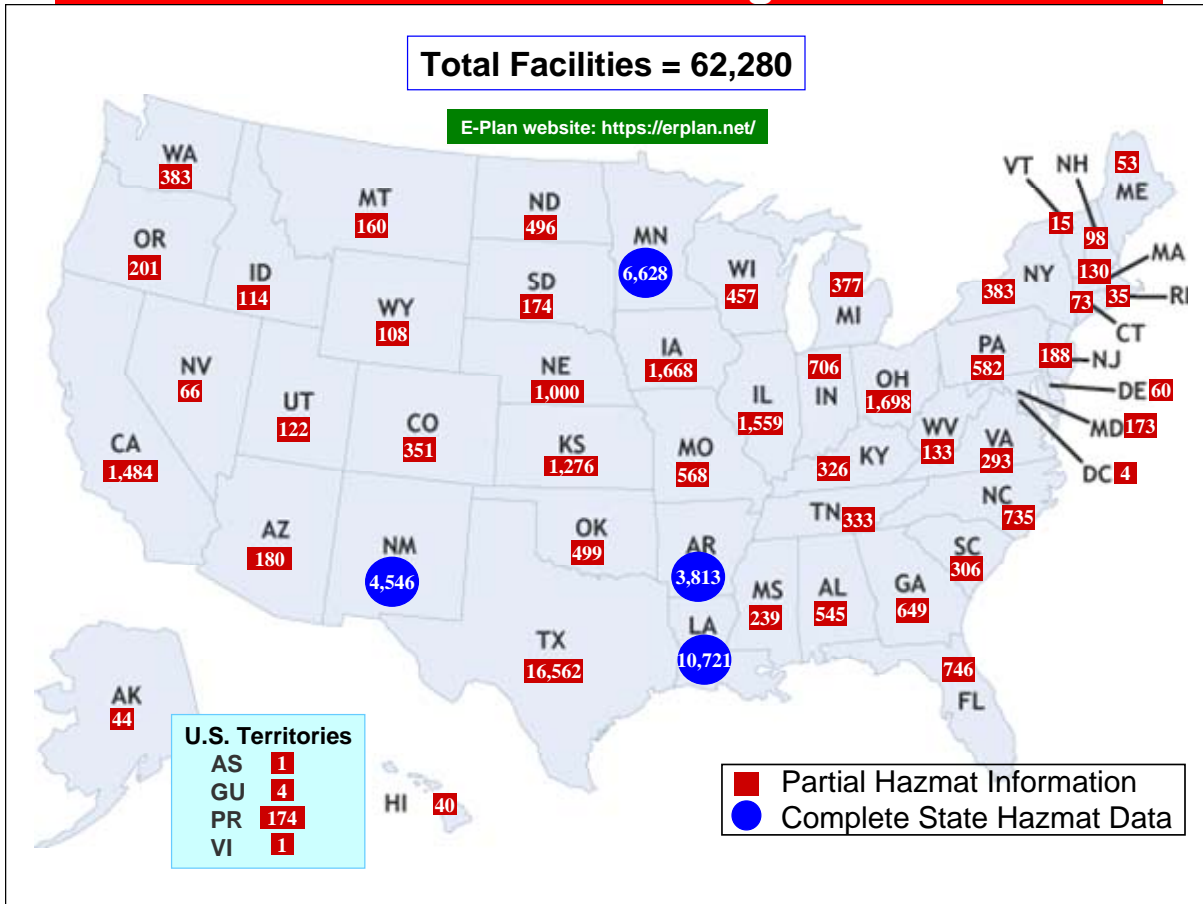 Total Facilities = 62,280
E-Plan website: https://erplan.net/
WA
383
OR
201
ID
114
MT
160
ND
496
MN
6,628
WI
457
377
MI
SD
174
WY
108
NV
66
UT
122
CA
1,484
CO
351
NE
1,000
IA
1,668
KS
1,276
MO
568
IL
1,559
706
IN
OH
1,698
326
KY
WV
133
VA
293
PA
582
383
NY
VT
15
NH
98
53
ME
130
MA
35
RI
73
CT
188
NJ
DE 60
MD 173
DC 4
NC
735
TN 333
SC
306
AZ
180
NM
4,546
OK
499
AR
3,813
MS
239
AL
545
GA
649
LA
10,721
TX
16,562
746
FL
AK
44
HI 40
U.S. Territories
AS 1
GU 4
PR 174
VI 1
Partial Hazmat Information
Complete State Hazmat Data